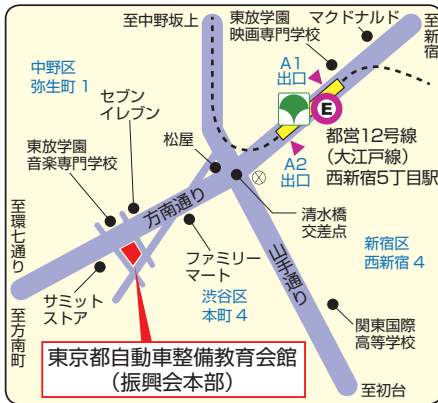 至中野坂上
東放学園
映画専門学校
マクドナルド
至新宿
中野区
弥生町 1
A1
出口
セブン
イレブン
E
東放学園
音楽専門学校
松屋
都営12号線
(大江戸線)
西新宿5丁目駅
A2
出口
方南通り
清水橋
交差点
至環七通り
ファミリー
マート
山手通り
新宿区
西新宿 4
サミット
ストア
渋谷区
本町 4
至方南町
関東国際
高等学校
東京都自動車整備教育会館
(振興会本部)
至初台